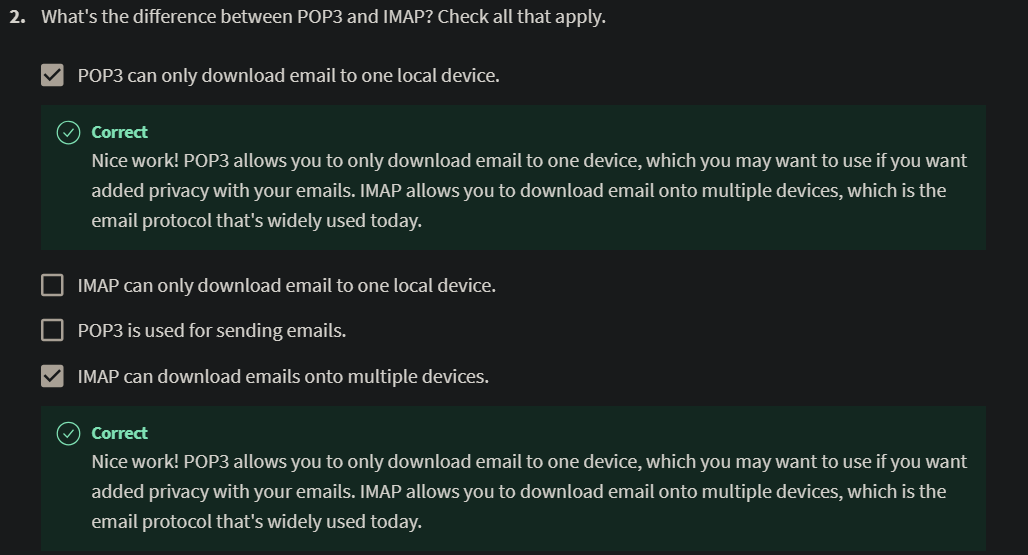 2. What's the difference between POP3 and IMAP? Check all that apply.
POP3 can only download email to one local device.
Correct
Nice work! POP3 allows you to only download email to one device, which you may want to use if you want
added privacy with your emails. IMAP allows you to download email onto multiple devices, which is the
email protocol that's widely used today.
IMAP can only download email to one local device.
POP3 is used for sending emails.
IMAP can download emails onto multiple devices.
Correct
Nice work! POP3 allows you to only download email to one device, which you may want to use if you want
added privacy with your emails. IMAP allows you to download email onto multiple devices, which is the
email protocol that's widely used today.